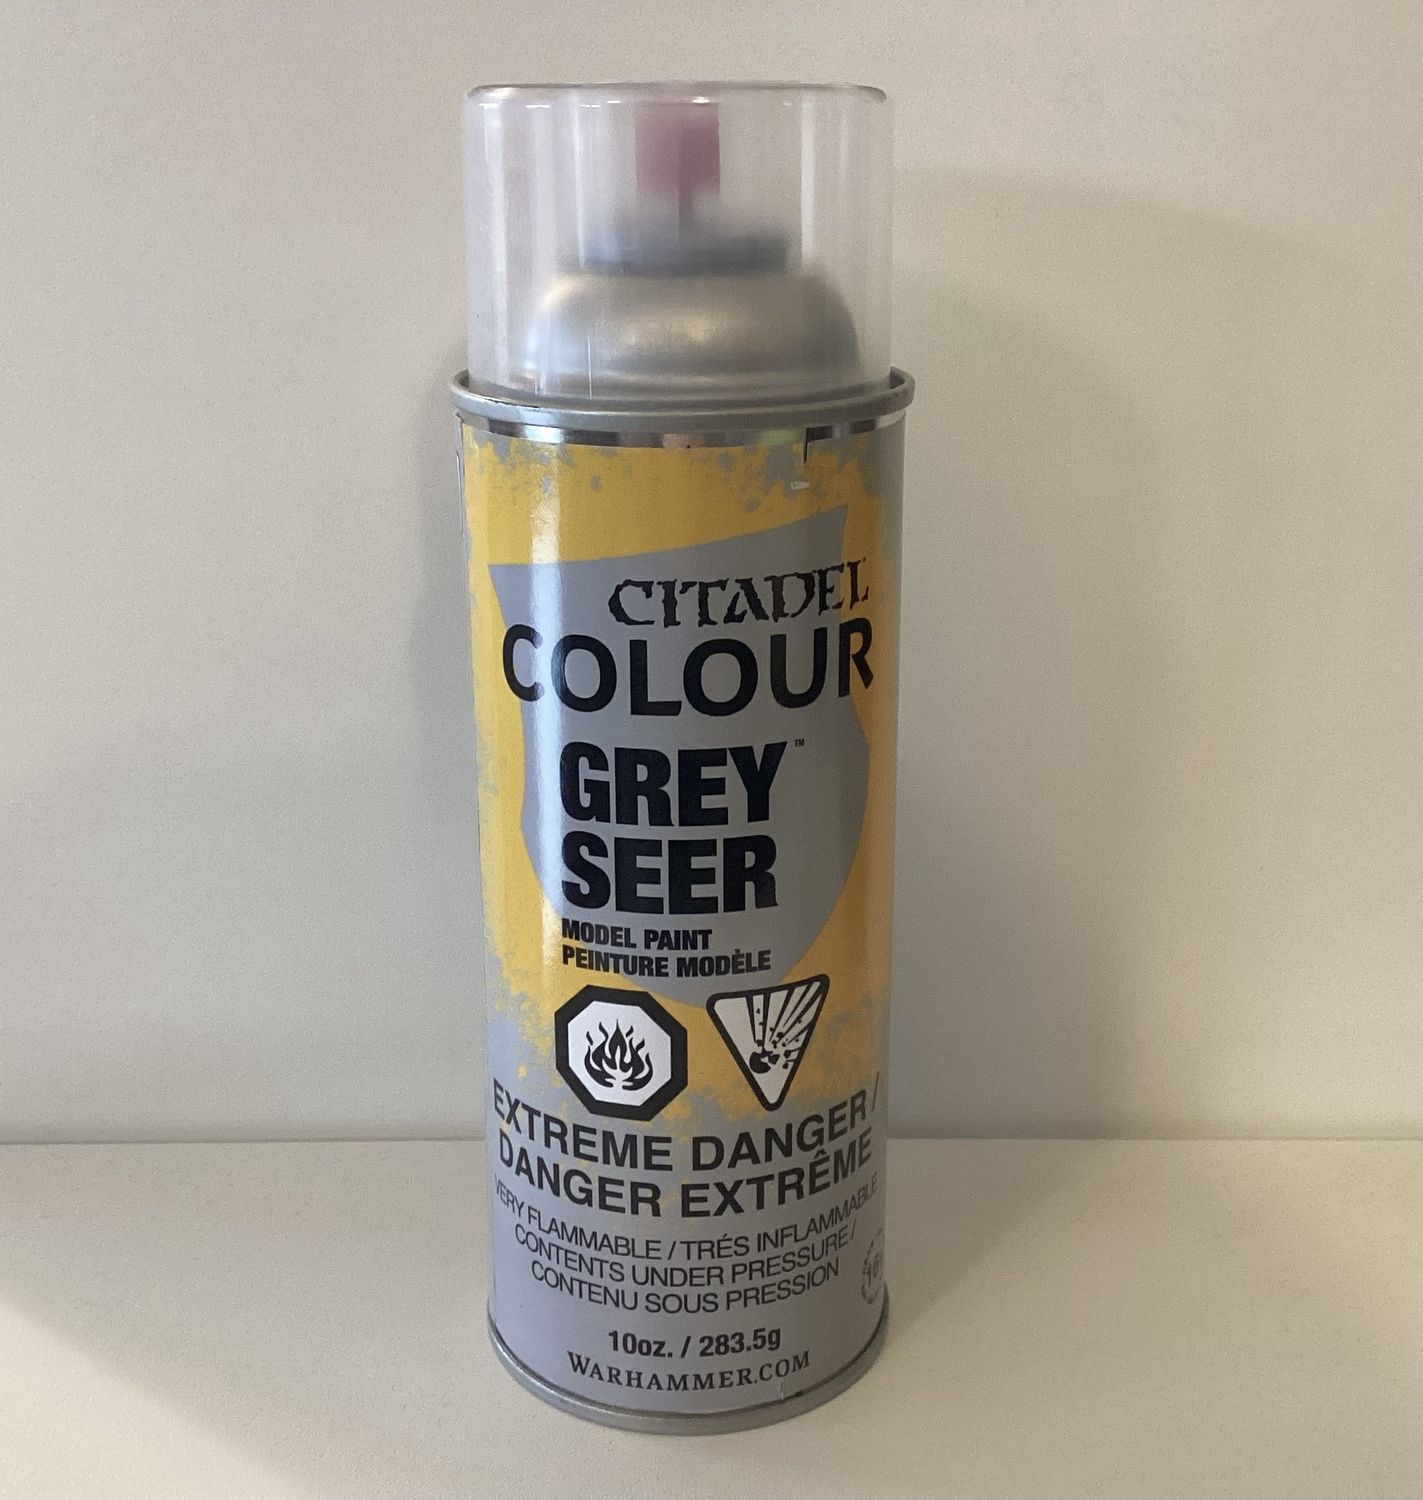 CITADEL
COLOUR
GREY™
SEER
MODEL PAINT
PEINTURE MODÈLE
EXTREME DANGER /
DANGER EXTRÊME
VERY FLAMMABLE / TRÉS INFLAMMABLE
CONTENTS UNDER PRESSURE /
CONTENU SOUS PRESSION
10oz. / 283.5g
WARHAMMER.COM